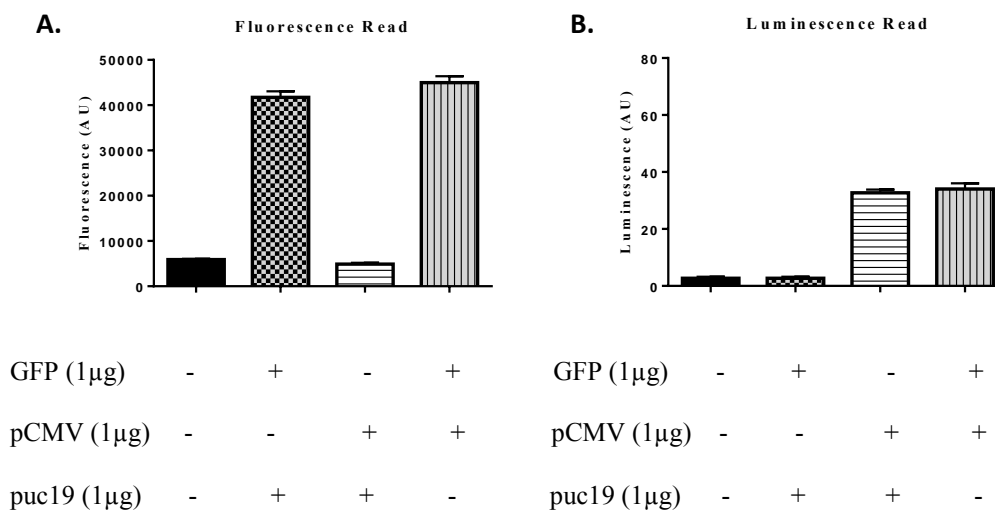 A.
Fluorescence Read
Fluorescence (AU)
50000
40000
30000
20000
10000
0
GFP (1µg) - + - +
pCMV (1µg) - - + +
puc19 (1µg) - + + -
B.
Luminescence Read
Luminescence (AU)
80
60
40
20
0
GFP (1µg) - + - +
pCMV (1µg) - - + +
puc19 (1µg) - + + -